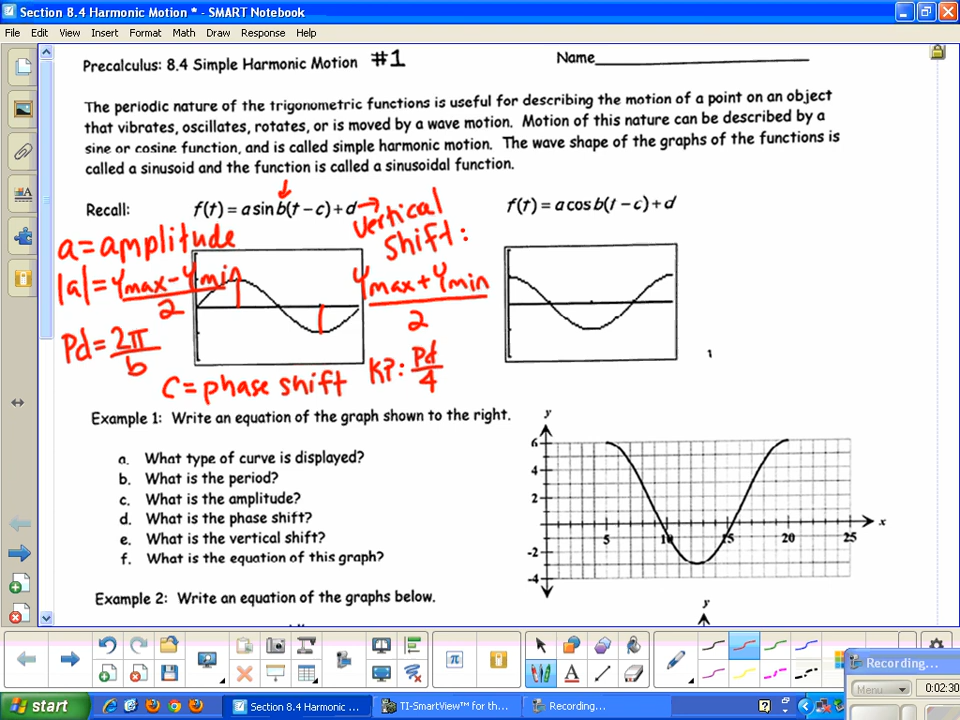 Section 8.4 Harmonic Motion * - SMART Notebook
File Edit View Insert Format Math Draw Response Help
Precalculus: 8.4 Simple Harmonic Motion #1
Name
The periodic nature of the trigonometric functions is useful for describing the motion of a point on an object
that vibrates, oscillates, rotates, or is moved by a wave motion. Motion of this nature can be described by a
sine or cosine function, and is called simple harmonic motion. The wave shape of the graphs of the functions is
called a sinusoid and the function is called a sinusoidal function.
Recall: f(t) = a sin b(t − c) + d → vertical shift:
f(t) = a cos b(t − c) + d
a = amplitude
|a| = Ymax − Ymin / 2
Ymax + Ymin / 2
Pd = 2π / b
C = phase shift
KP: Pd / 4
Example 1: Write an equation of the graph shown to the right.
a. What type of curve is displayed?
b. What is the period?
c. What is the amplitude?
d. What is the phase shift?
e. What is the vertical shift?
f. What is the equation of this graph?
y
6
4
2
-2
-4
5 10 15 20 25
x
Example 2: Write an equation of the graphs below.
y
π
A
Recording...
Menu
0:02:30
start
Section 8.4 Harmonic ...
TI-SmartView™ for th...
Recording...